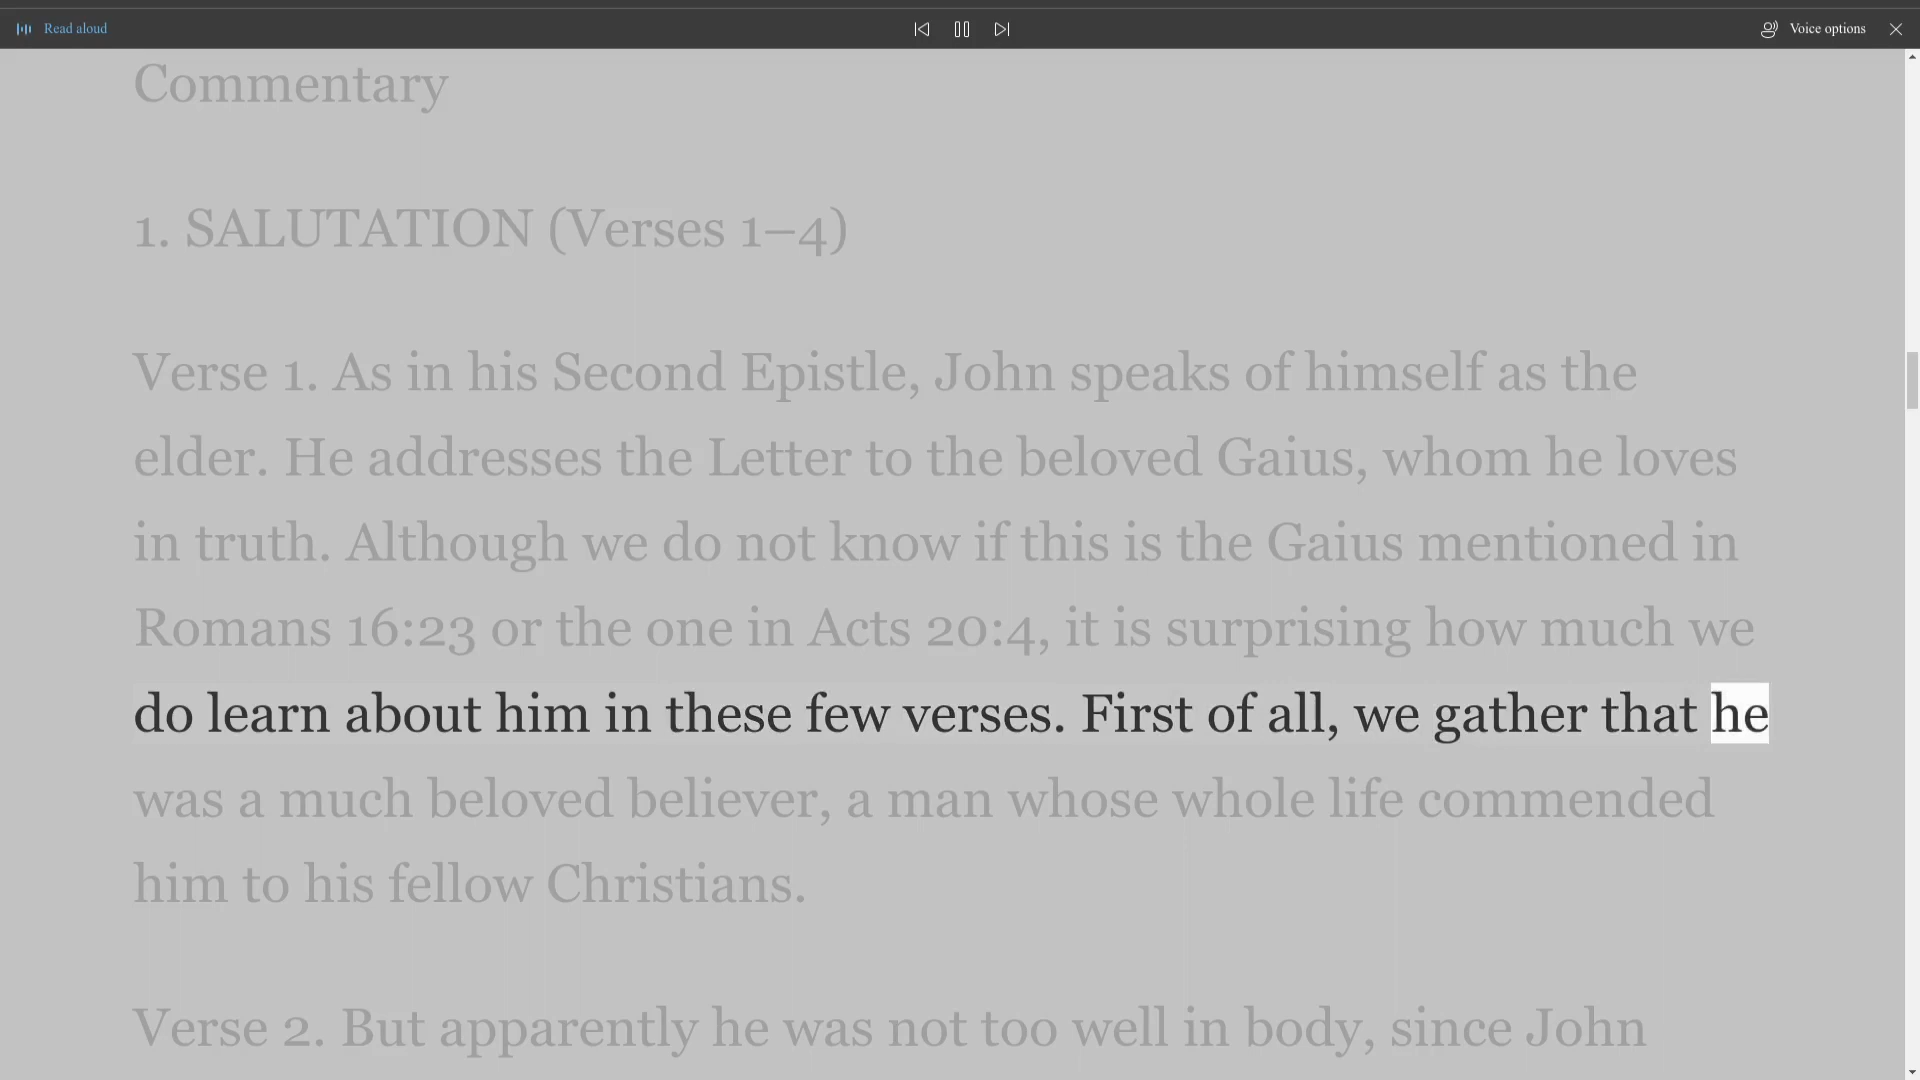 Read aloud
Voice options
Commentary
1. SALUTATION (Verses 1–4)
Verse 1. As in his Second Epistle, John speaks of himself as the
elder. He addresses the Letter to the beloved Gaius, whom he loves
in truth. Although we do not know if this is the Gaius mentioned in
Romans 16:23 or the one in Acts 20:4, it is surprising how much we
do learn about him in these few verses. First of all, we gather that he
was a much beloved believer, a man whose whole life commended
him to his fellow Christians.
Verse 2. But apparently he was not too well in body, since John